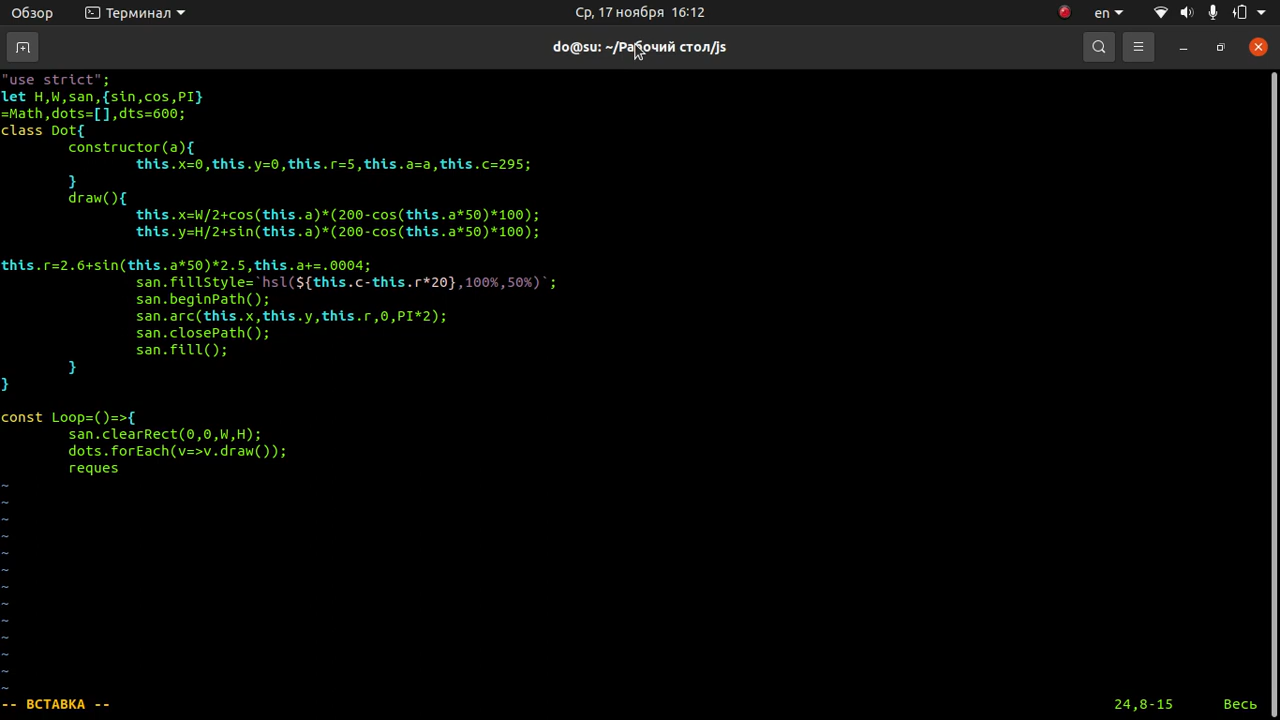 Обзор Терминал Ср, 17 ноября 16:12 en
do@su: ~/Рабочий стол/js
"use strict";
let H,W,san,{sin,cos,PI}
=Math,dots=[],dts=600;
class Dot{
constructor(a){
this.x=0,this.y=0,this.r=5,this.a=a,this.c=295;
}
draw(){
this.x=W/2+cos(this.a)*(200-cos(this.a*50)*100);
this.y=H/2+sin(this.a)*(200-cos(this.a*50)*100);
this.r=2.6+sin(this.a*50)*2.5,this.a+=.0004;
san.fillStyle=`hsl(${this.c-this.r*20},100%,50%)`;
san.beginPath();
san.arc(this.x,this.y,this.r,0,PI*2);
san.closePath();
san.fill();
}
}
const Loop=()=>{
san.clearRect(0,0,W,H);
dots.forEach(v=>v.draw());
reques
~
~
~
~
~
~
~
~
~
~
~
~
~
-- ВСТАВКА -- 24,8-15 Весь